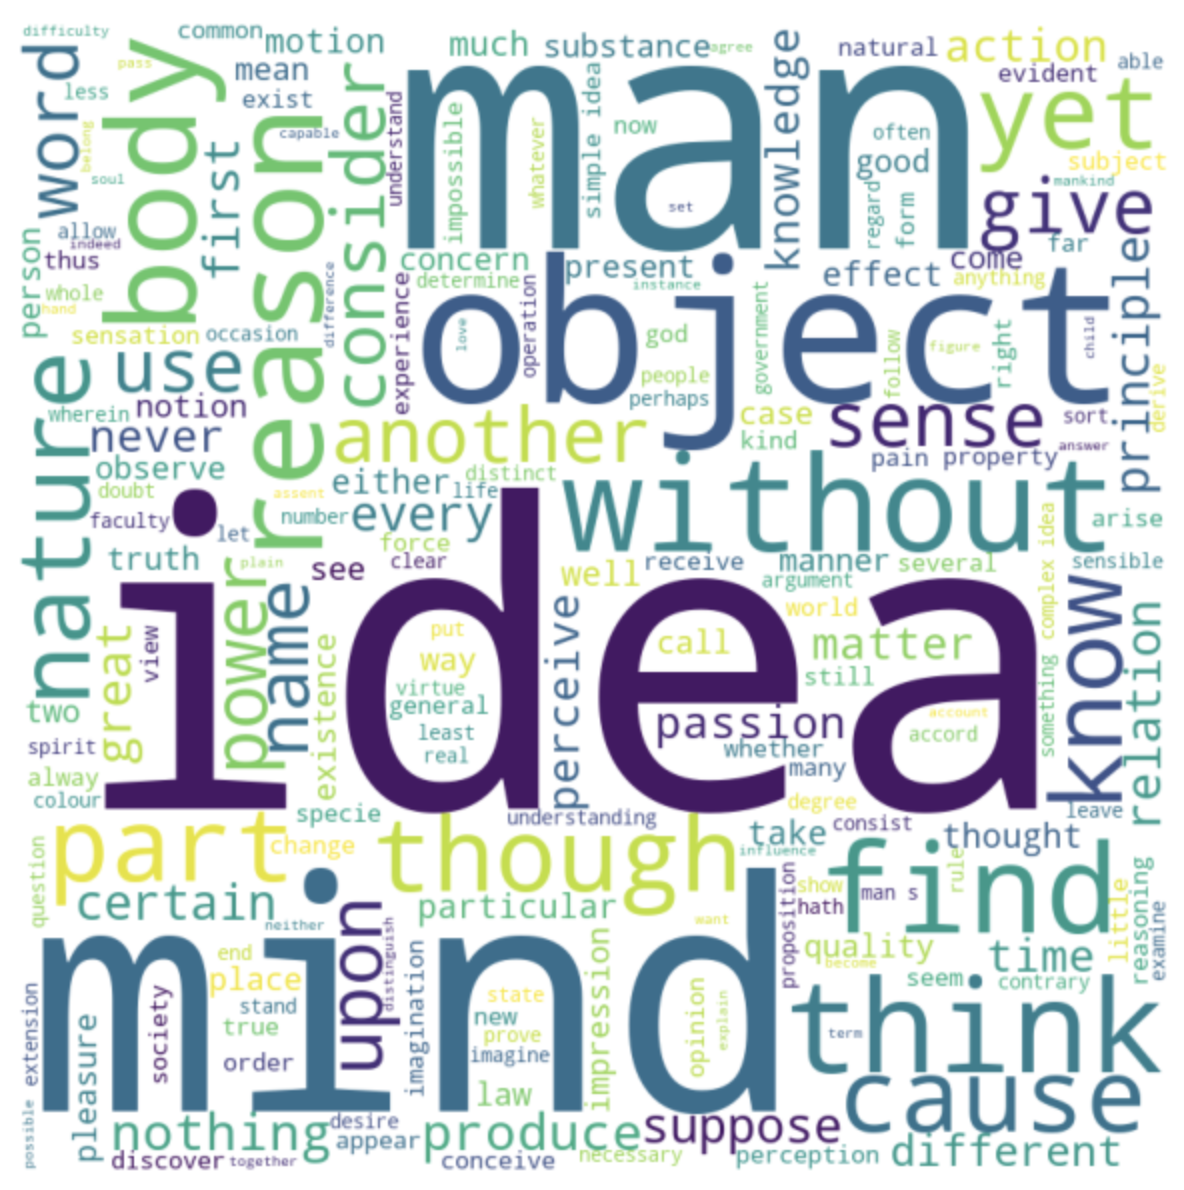 difficulty
common
motion
much
substance
agree
natural
action
able
word
pass
body
mean
man
knowledge
evident
less
exist
yet
belong
reason
consider
understand
impossible
whatever
simple idea
now
often
good
subject
soul
first
capable
set
regard
form
mankind
give
allow
indeed
thus
far
person
concern
present
effect
come
principle
whole
hand
determine
instance
anything
sensation
occasion
difference
experience
object
love
operation
god
government
follow
figure
right
child
nature
use
people
perhaps
derive
wherein
notion
another
case
kind
sense
sort
answer
never
observe
either
life
distinct
without
pain
property
doubt
assent
number
every
arise
faculty
let
force
clear
receive
manner
several
complex idea
sensible
truth
plain
see
idea
well
argument
power
name
perceive
world
know
great
view
put
way
call
matter
relation
existence
virtue
general
still
two
least
real
passion
account
accord
something
spirit
whether
many
alway
colour
specie
understanding
degree
consist
leave
part
change
though
influence
take
thought
find
question
certain
particular
proposition
show
hath
man s
rule
little
reasoning
examine
mind
neither
upon
distinguish
want
quality
become
time
end
place
imagination
impression
seem
contrary
possible
extension
pleasure
society
stand
true
order
state
new
prove
imagine
opinion
explain
term
think
law
cause
nothing
desire
appear
produce
suppose
discover
together
conceive
necessary
perception
different